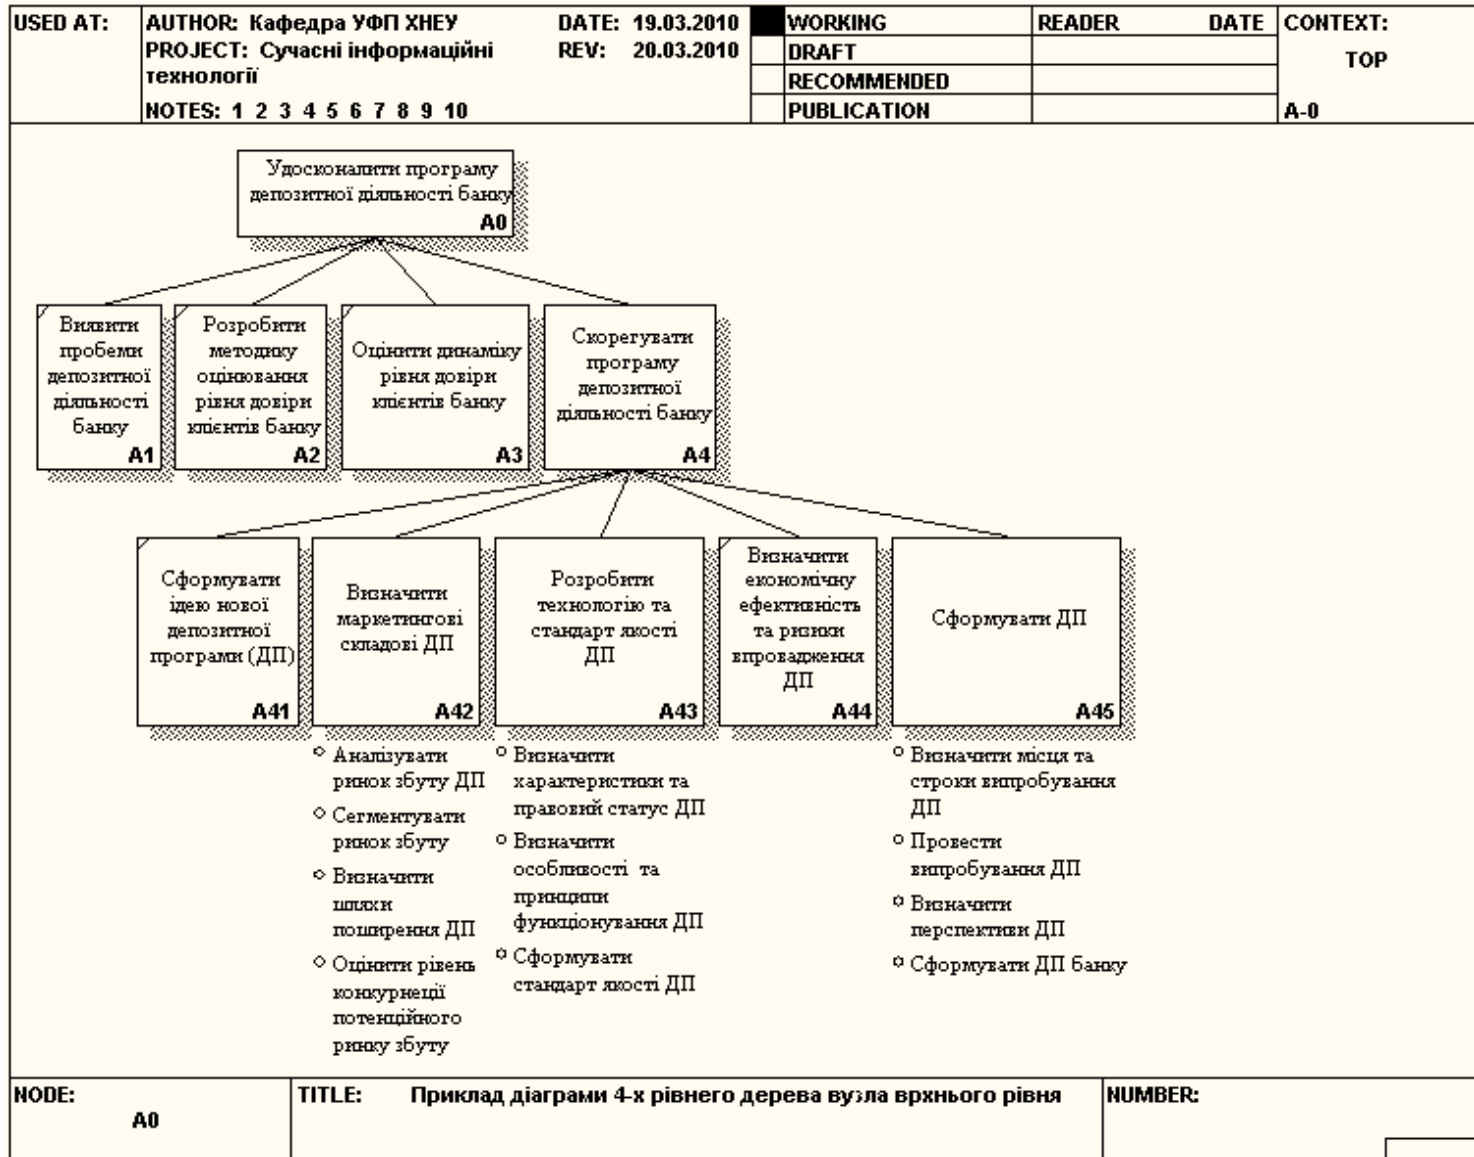 USED AT:
AUTHOR: Кафедра УФП ХНЕУ
DATE: 19.03.2010
PROJECT: Сучасні інформаційні
технології
REV: 20.03.2010
NOTES: 1 2 3 4 5 6 7 8 9 10
WORKING
DRAFT
RECOMMENDED
PUBLICATION
READER DATE
CONTEXT:
TOP
A-0
Удосконалити програму
депозитної діяльності банку
A0
Виявити
пробеми
депозитної
діяльності
банку
A1
Розробити
методику
оцінювання
рівня довіри
клієнтів банку
A2
Оцінити динаміку
рівня довіри
клієнтів банку
A3
Скорегувати
програму
депозитної
діяльності банку
A4
Сформувати
ідею нової
депозитної
програми (ДП)
A41
Визначити
маркетингові
складові ДП
A42
Розробити
технологію та
стандарт якості
ДП
A43
Визначити
економічну
ефективність
та ризики
впровадження
ДП
A44
Сформувати ДП
A45
Аналізувати
ринок збуту ДП
Сегментувати
ринок збуту
Визначити
шляхи
поширення ДП
Оцінити рівень
конкурнеції
потенційного
ринку збуту
Визначити
характеристики та
правовий статус ДП
Визначити
особливості та
принципи
функціонування ДП
Сформувати
стандарт якості ДП
Визначити місця та
строки випробування
ДП
Провести
випробування ДП
Визначити
перспективи ДП
Сформувати ДП банку
NODE:
A0
TITLE: Приклад діаграми 4-х рівнего дерева вузла врхнього рівня
NUMBER: